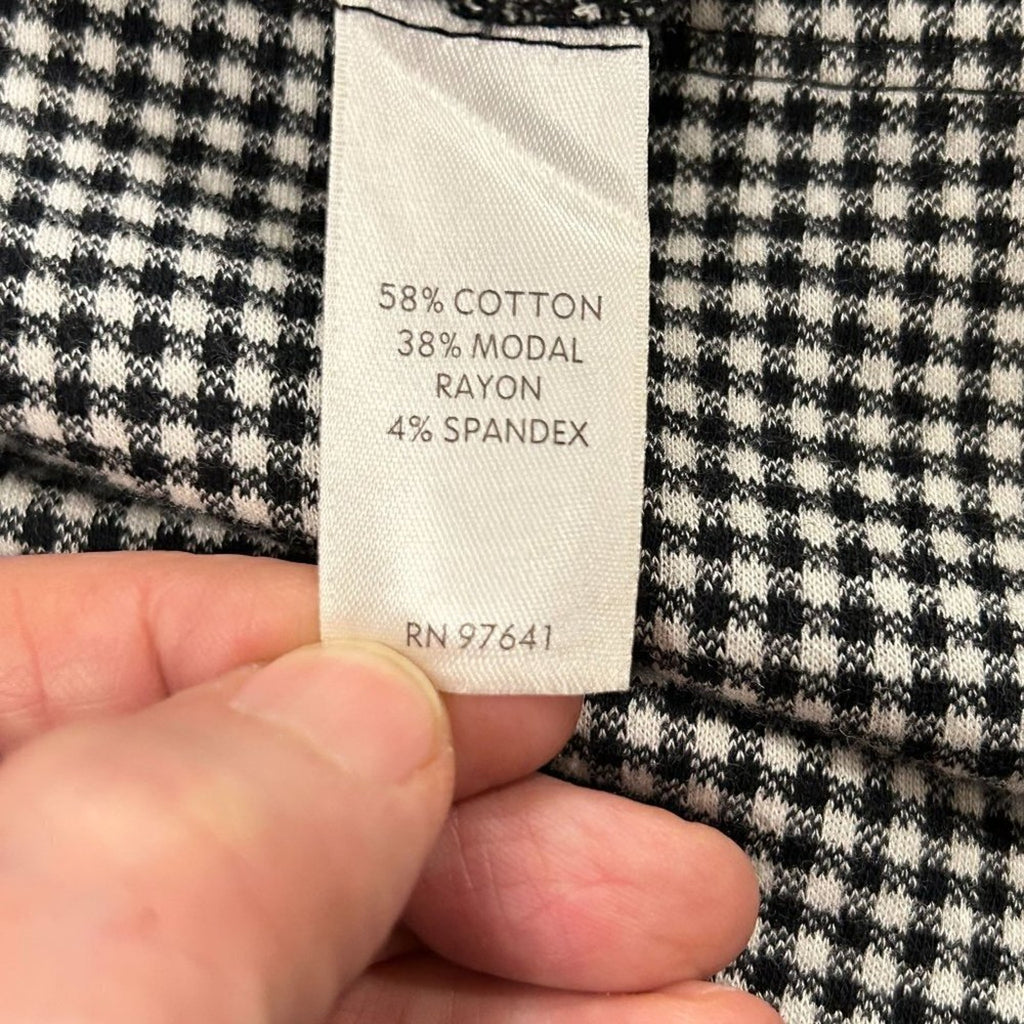 58% COTTON
38% MODAL
RAYON
4% SPANDEX
RN 97641